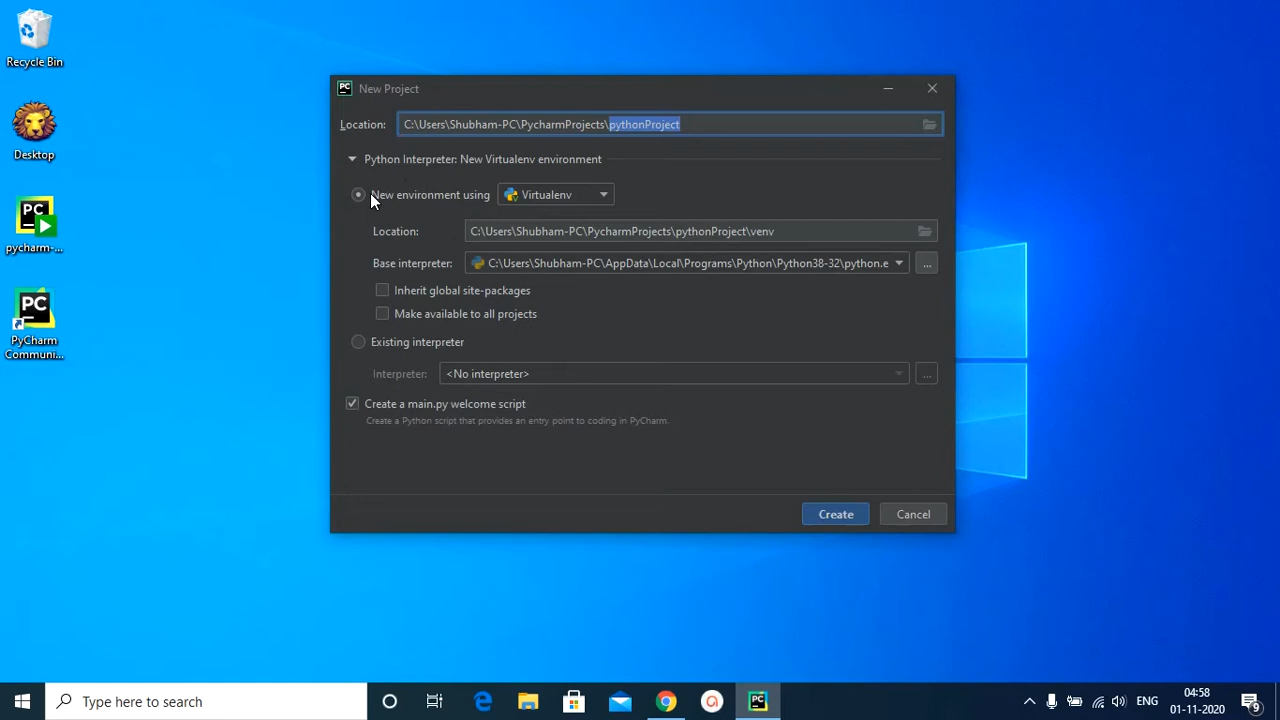 Recycle Bin
Desktop
pycharm-...
PyCharm
Communi...
New Project
Location: C:\Users\Shubham-PC\PycharmProjects\pythonProject
Python Interpreter: New Virtualenv environment
New environment using Virtualenv
Location: C:\Users\Shubham-PC\PycharmProjects\pythonProject\venv
Base interpreter: C:\Users\Shubham-PC\AppData\Local\Programs\Python\Python38-32\python.e ...
Inherit global site-packages
Make available to all projects
Existing interpreter
Interpreter: <No interpreter> ...
Create a main.py welcome script
Create a Python script that provides an entry point to coding in PyCharm.
Create Cancel
Type here to search
ENG
04:58
01-11-2020
9